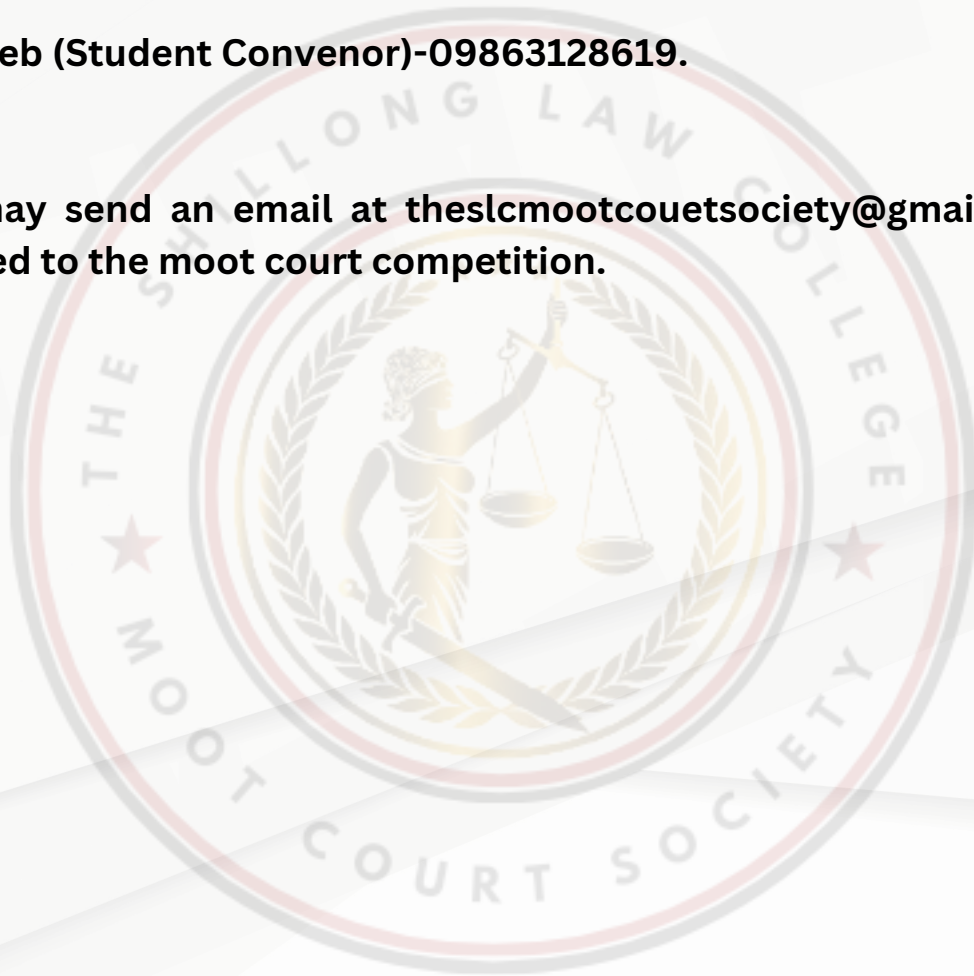 eb (Student Convenor)-09863128619.
may send an email at theslcmootcouetsociety@gmai
ed to the moot court competition.
THE SHILLONG LAW COLLEGE
MOOT COURT SOCIETY